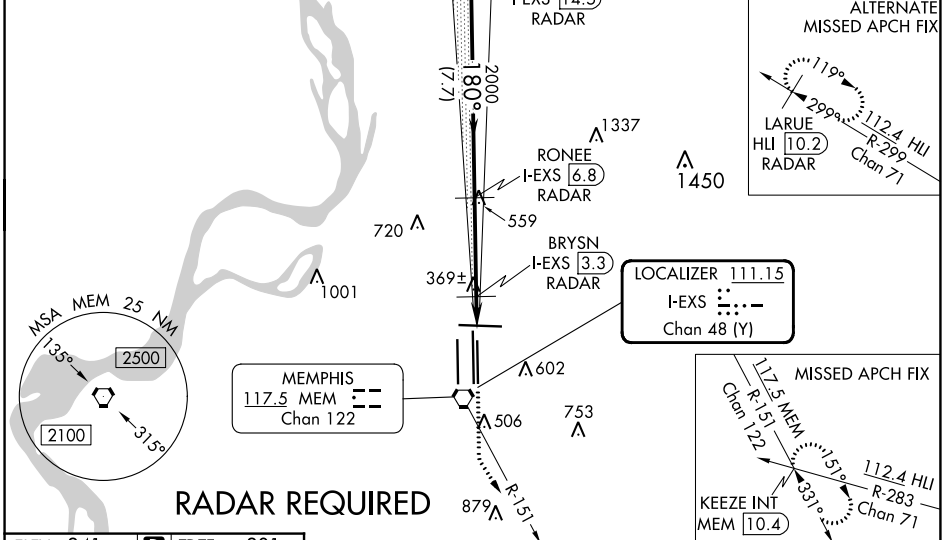 I-EXS 14.5
RADAR
ALTERNATE
MISSED APCH FIX
119°
299°
LARUE
HLI 10.2
RADAR
112.4 HLI
R-299
Chan 71
2000
180°
(7.7)
1337
RONEE
I-EXS 6.8
RADAR
1450
559
720
BRYSN
I-EXS 3.3
RADAR
369±
1001
LOCALIZER 111.15
I-EXS
Chan 48 (Y)
MSA MEM 25 NM
135°
2500
2100
315°
MEMPHIS
117.5 MEM
Chan 122
602
506
753
879
R-151
RADAR REQUIRED
MISSED APCH FIX
117.5 MEM
R-151
Chan 122
151°
331°
112.4 HLI
R-283
Chan 71
KEEZE INT
MEM 10.4